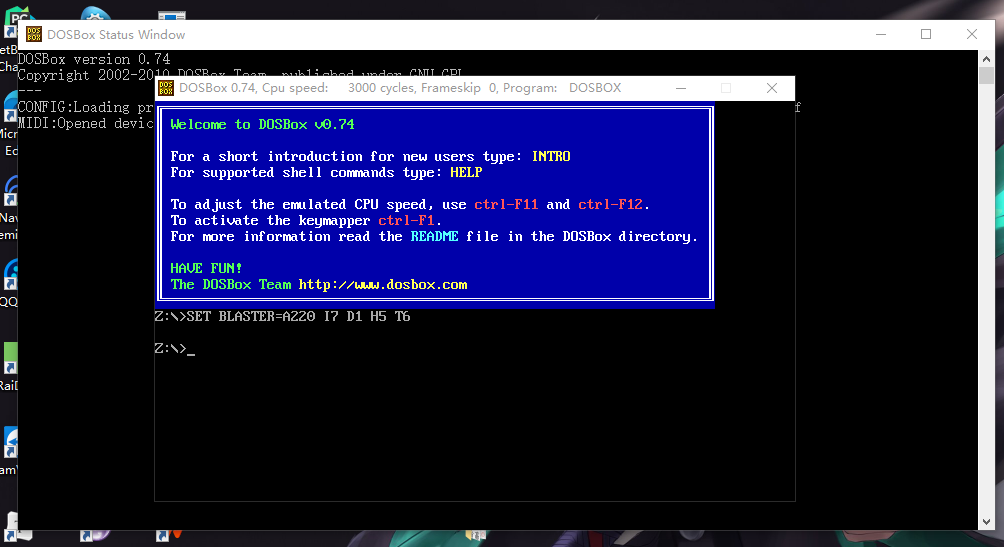 DOSBox Status Window
DOSBox version 0.74
Copyright 2002-2010 DOSBox Team, published under GNU GPL.
---
CONFIG:Loading pr
MIDI:Opened devic
DOSBox 0.74, Cpu speed: 3000 cycles, Frameskip 0, Program: DOSBOX
Welcome to DOSBox v0.74
For a short introduction for new users type: INTRO
For supported shell commands type: HELP
To adjust the emulated CPU speed, use ctrl-F11 and ctrl-F12.
To activate the keymapper ctrl-F1.
For more information read the README file in the DOSBox directory.
HAVE FUN!
The DOSBox Team http://www.dosbox.com
Z:\>SET BLASTER=A220 I7 D1 H5 T6
Z:\>_